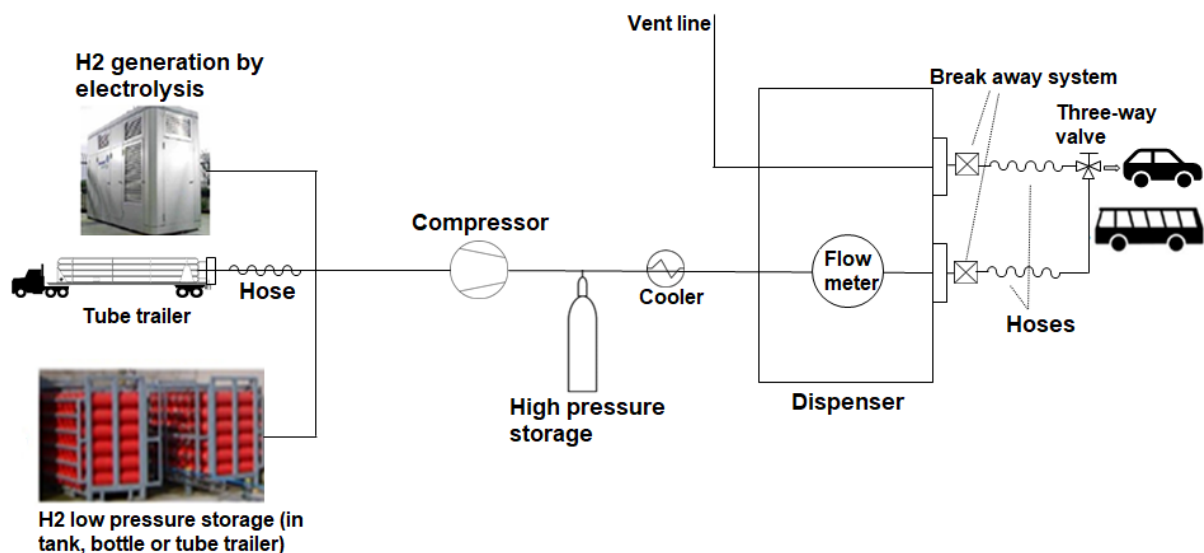 Vent line
H2 generation by
electrolysis
Break away system
Three-way
valve
Compressor
Flow
meter
Hose
Cooler
Tube trailer
Hoses
High pressure
storage
Dispenser
H2 low pressure storage (in
tank, bottle or tube trailer)